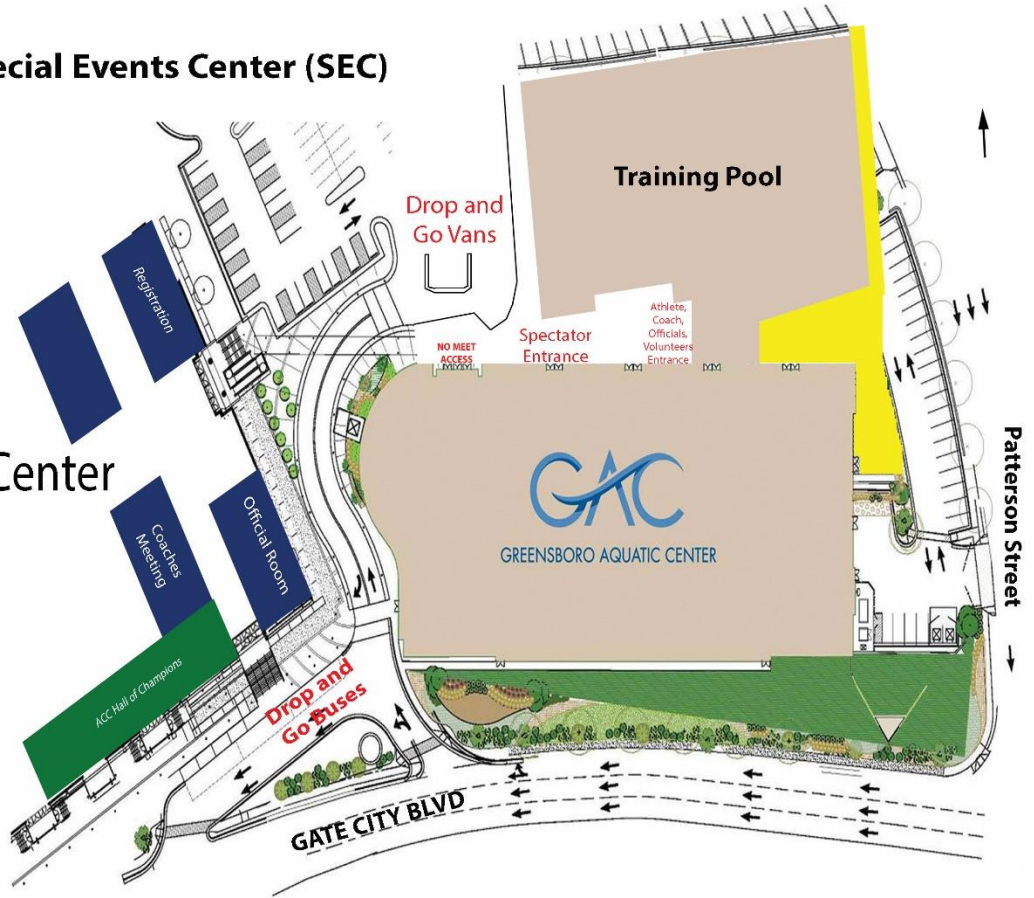 ecial Events Center (SEC)
Training Pool
Drop and
Go Vans
Registration
NO MEET
ACCESS
Spectator
Entrance
Athlete,
Coach,
Officials,
Volunteers
Entrance
Center
Coaches
Meeting
Official Room
GAC
GREENSBORO AQUATIC CENTER
Patterson Street
ACC Hall of Champions
Drop and
Go Buses
GATE CITY BLVD